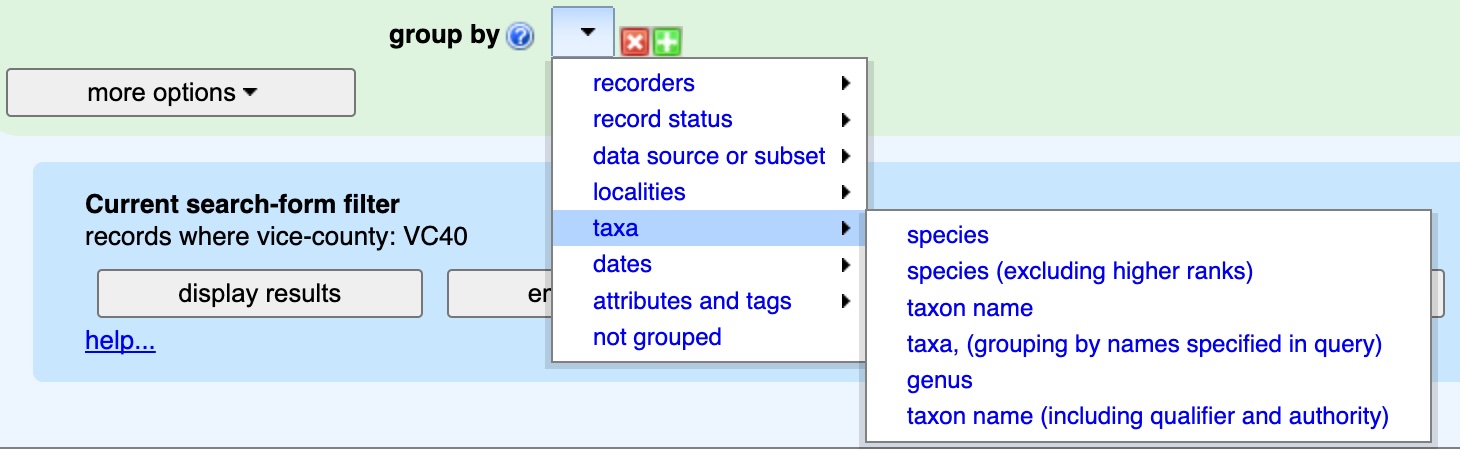 group by
more options
recorders
record status
data source or subset
localities
taxa
dates
attributes and tags
not grouped
species
species (excluding higher ranks)
taxon name
taxa, (grouping by names specified in query)
genus
taxon name (including qualifier and authority)
Current search-form filter
records where vice-county: VC40
display results
er
help...